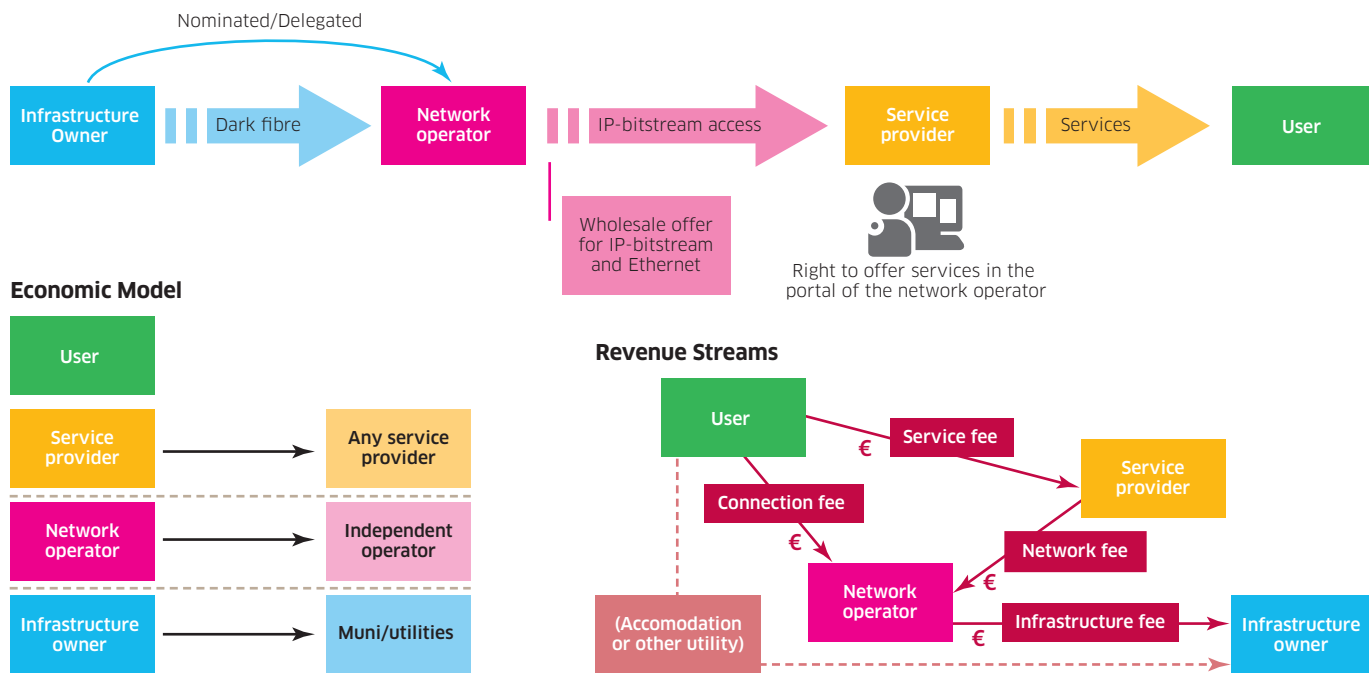 Nominated/Delegated
Infrastructure
Owner
Dark fibre
Network
operator
IP-bitstream access
Service
provider
Services
User
Wholesale offer
for IP-bitstream
and Ethernet
Right to offer services in the
portal of the network operator
Economic Model
User
Service
provider
Any service
provider
Network
operator
Independent
operator
Infrastructure
owner
Muni/utilities
Revenue Streams
User
Service fee
€
Service
provider
Connection fee
€
Network fee
€
Network
operator
(Accomodation
or other utility)
Infrastructure fee
€
Infrastructure
owner